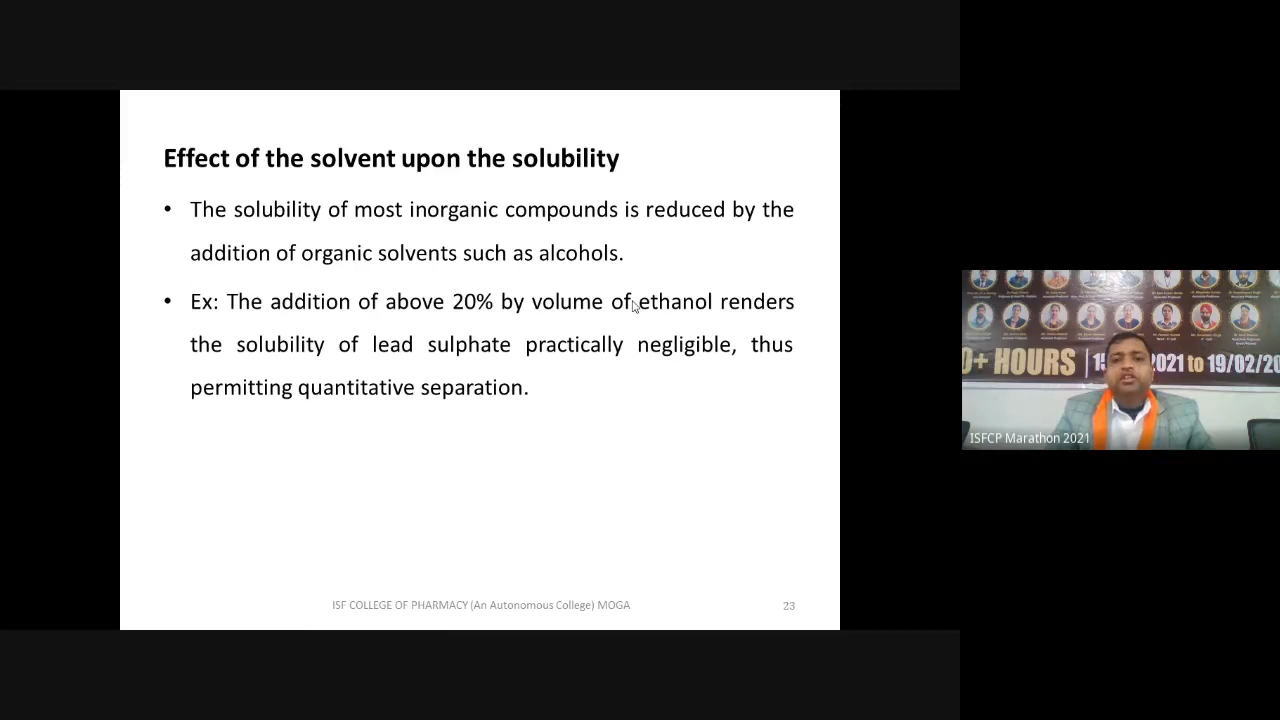 Effect of the solvent upon the solubility
• The solubility of most inorganic compounds is reduced by the
addition of organic solvents such as alcohols.
• Ex: The addition of above 20% by volume of ethanol renders
the solubility of lead sulphate practically negligible, thus
permitting quantitative separation.
ISF COLLEGE OF PHARMACY (An Autonomous College) MOGA
23
0+ HOURS | 15 2021 to 19/02/20
ISFCP Marathon 2021